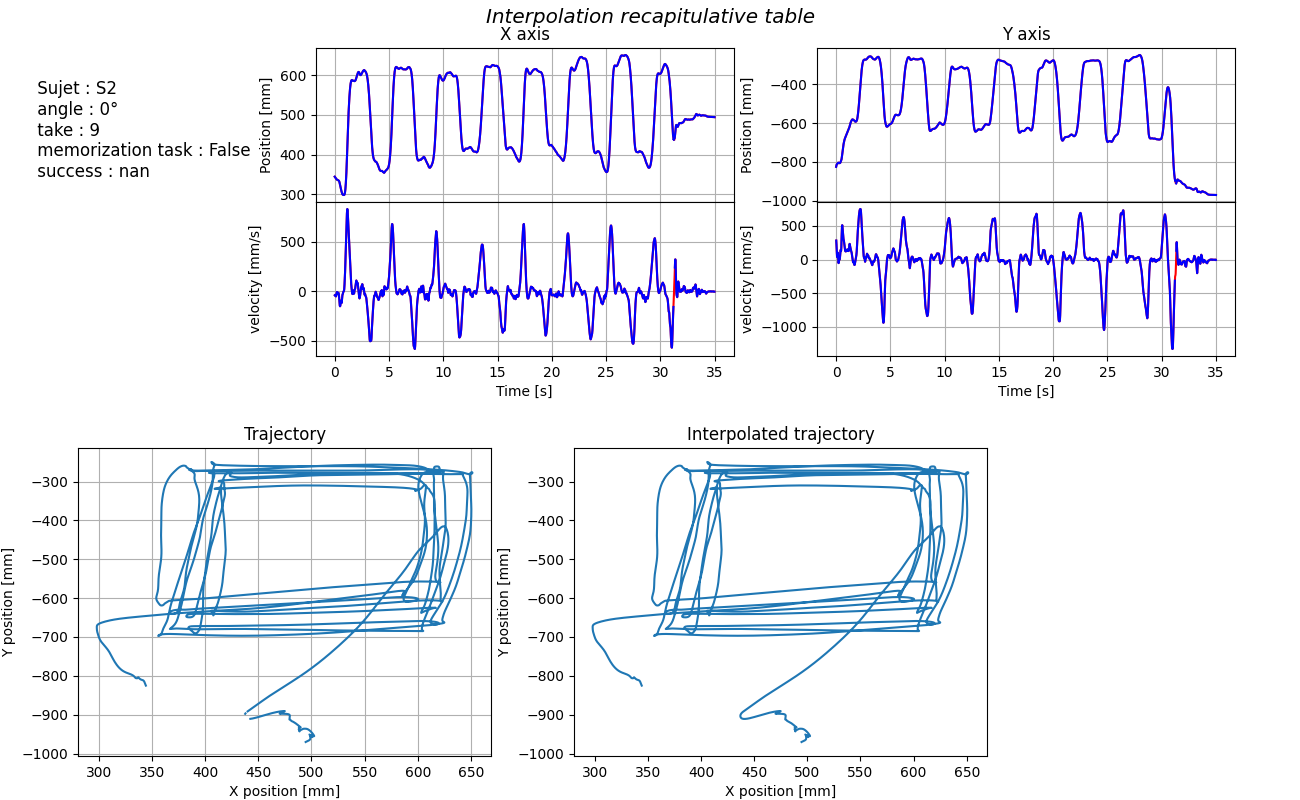 Interpolation recapitulative table
X axis
Y axis
Sujet : S2
angle : 0°
take : 9
memorization task : False
success : nan
Position [mm]
600
500
400
300
velocity [mm/s]
500
0
−500
0 5 10 15 20 25 30 35
Time [s]
Position [mm]
−400
−600
−800
−1000
velocity [mm/s]
500
0
−500
−1000
0 5 10 15 20 25 30 35
Time [s]
Trajectory
Y position [mm]
−300
−400
−500
−600
−700
−800
−900
−1000
300 350 400 450 500 550 600 650
X position [mm]
Interpolated trajectory
Y position [mm]
−300
−400
−500
−600
−700
−800
−900
−1000
300 350 400 450 500 550 600 650
X position [mm]